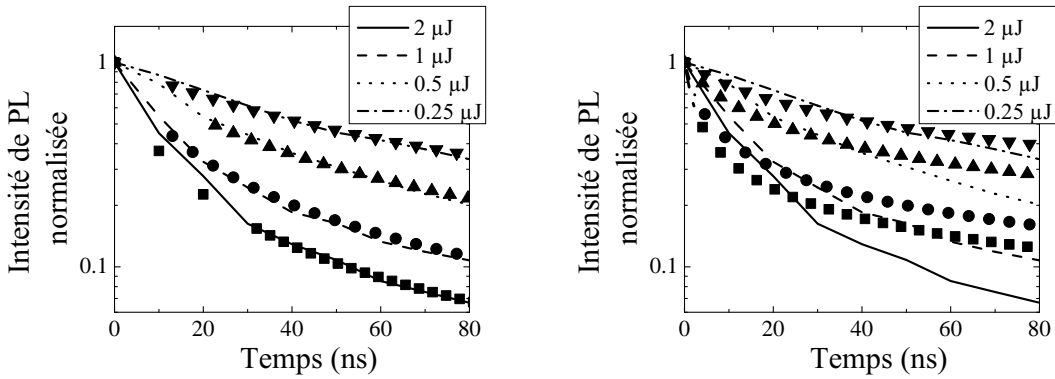 2 µJ
1 µJ
0.5 µJ
0.25 µJ
1
0.1
Intensité de PL
normalisée
0
20
40
60
80
Temps (ns)
2 µJ
1 µJ
0.5 µJ
0.25 µJ
1
0.1
Intensité de PL
normalisée
0
20
40
60
80
Temps (ns)